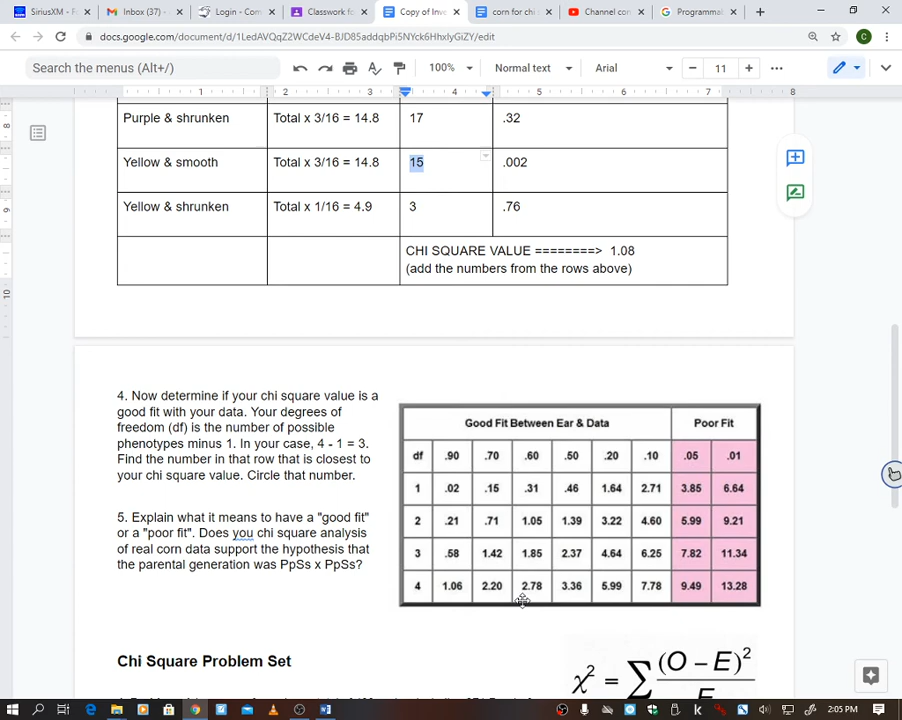 SiriusXM - f
Inbox (37) -
Login - Com
Classwork fo
Copy of Inv
corn for chi
Channel con
Programma
docs.google.com/document/d/1LedAVQqZ2WCdeV4-BJD85addqbPi5NYck6HhxIyGiZY/edit
C
Search the menus (Alt+/)
100%
Normal text
Arial
11
1 2 3 4 5 6 7 8
Purple & shrunken Total x 3/16 = 14.8 17 .32
Yellow & smooth Total x 3/16 = 14.8 15 .002
Yellow & shrunken Total x 1/16 = 4.9 3 .76
CHI SQUARE VALUE ========> 1.08
(add the numbers from the rows above)
4. Now determine if your chi square value is a
good fit with your data. Your degrees of
freedom (df) is the number of possible
phenotypes minus 1. In your case, 4 - 1 = 3.
Find the number in that row that is closest to
your chi square value. Circle that number.
5. Explain what it means to have a "good fit"
or a "poor fit". Does you chi square analysis
of real corn data support the hypothesis that
the parental generation was PpSs x PpSs?
Good Fit Between Ear & Data Poor Fit
df .90 .70 .60 .50 .20 .10 .05 .01
1 .02 .15 .31 .46 1.64 2.71 3.85 6.64
2 .21 .71 1.05 1.39 3.22 4.60 5.99 9.21
3 .58 1.42 1.85 2.37 4.64 6.25 7.82 11.34
4 1.06 2.20 2.78 3.36 5.99 7.78 9.49 13.28
Chi Square Problem Set
χ² = ∑ (O − E)²
E
2:05 PM